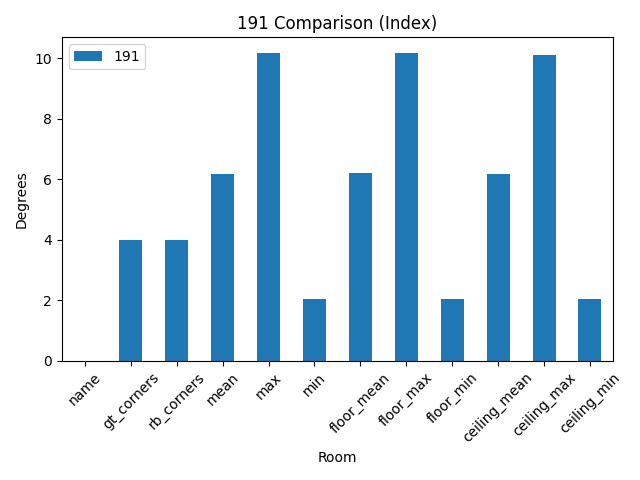 191 Comparison (Index)
191
Degrees
10
8
6
4
2
0
name
gt_corners
rb_corners
mean
max
min
floor_mean
floor_max
floor_min
ceiling_mean
ceiling_max
ceiling_min
Room